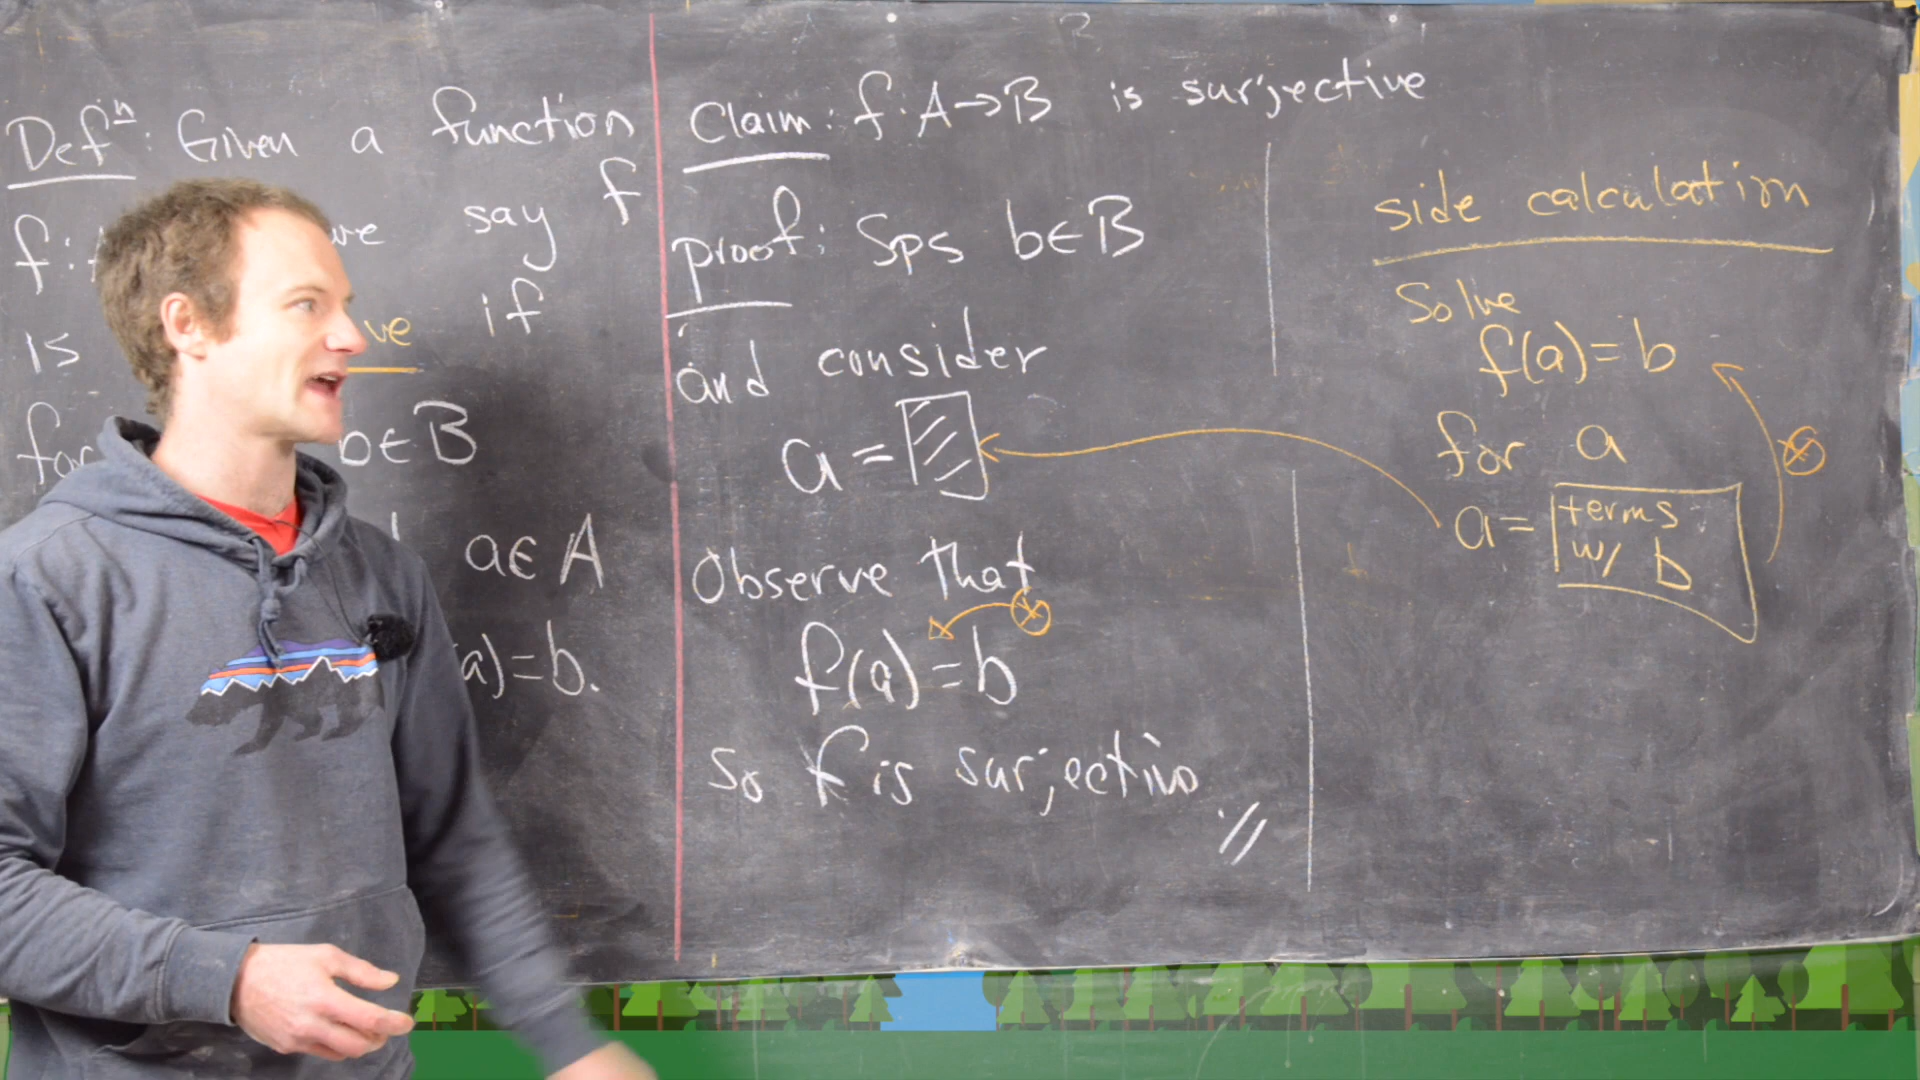 Defⁿ: Given a function
f: we say f
is ve if
for b∈B
a∈A
a)=b.
Claim: f:A→B is surjective
proof: Sps b∈B
and consider
a=
Observe that
f(a)=b
so f is surjective
side calculation
Solve
f(a)=b
for a
a= terms
w/ b